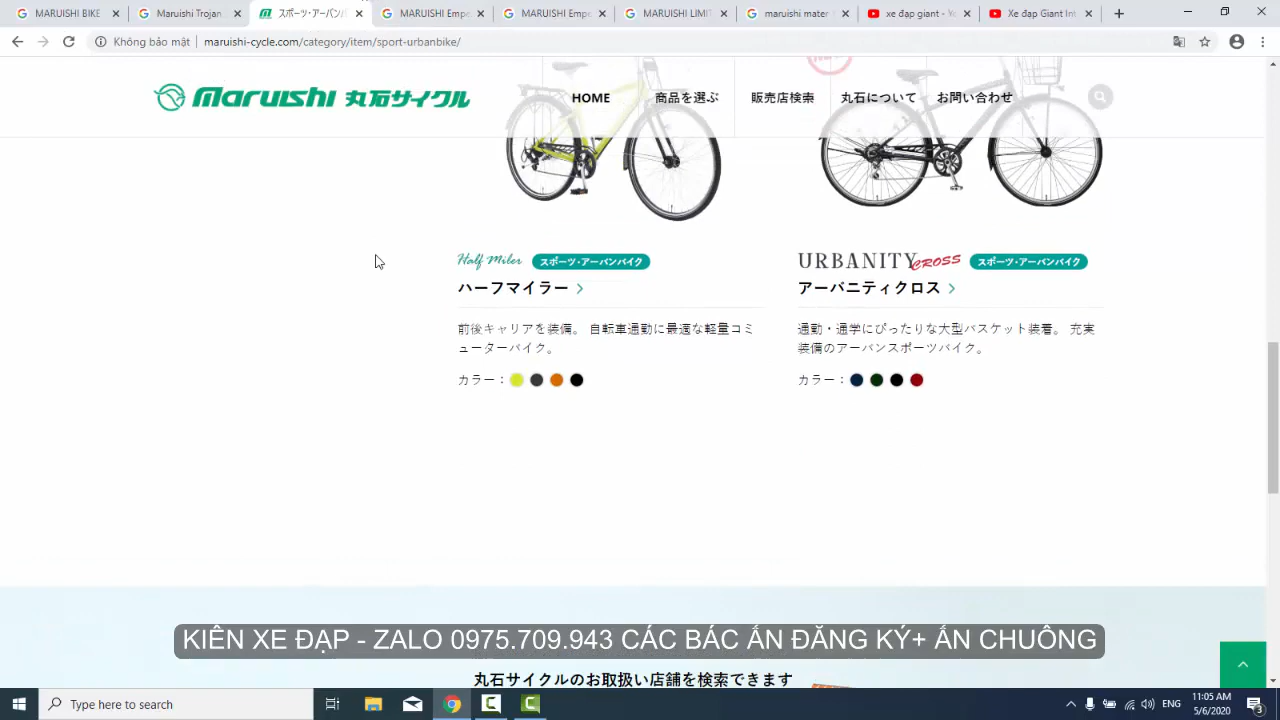 MARUISHI BIKE
Maruishi Trojan
スポーツ・アーバンバ
MARUISHI Empe
MARUISHI Empe
MARUISHI LIMIT
maruishi mater
xe đạp giant - Yo
Xe đạp Giant Int
Không bảo mật
maruishi-cycle.com/category/item/sport-urbanbike/
maruishi 丸石サイクル
HOME
商品を選ぶ
販売店検索
丸石について
お問い合わせ
Half Miler
スポーツ・アーバンバイク
URBANITY CROSS
スポーツ・アーバンバイク
ハーフマイラー
アーバニティクロス
前後キャリアを装備。 自転車通勤に最適な軽量コミ
ューターバイク。
通勤・通学にぴったりな大型バスケット装着。 充実
装備のアーバンスポーツバイク。
カラー：
カラー：
KIÊN XE ĐẠP - ZALO 0975.709.943 CÁC BÁC ẤN ĐĂNG KÝ+ ẤN CHUÔNG
丸石サイクルのお取扱い店舗を検索できます
Type here to search
ENG
11:05 AM
5/6/2020
3